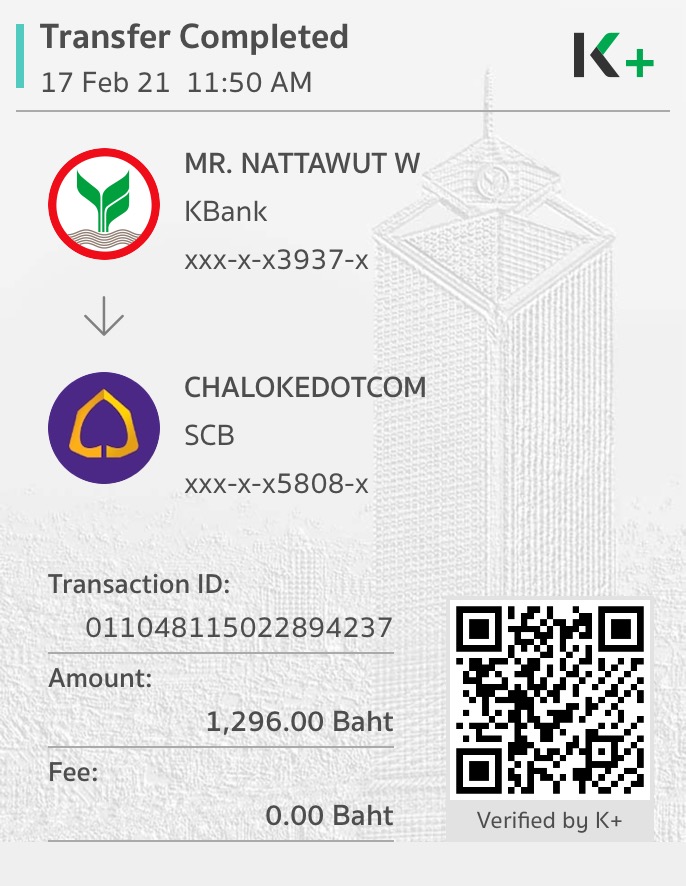 Transfer Completed
17 Feb 21 11:50 AM
K+
MR. NATTAWUT W
KBank
xxx-x-x3937-x
CHALOKEDOTCOM
SCB
xxx-x-x5808-x
Transaction ID:
011048115022894237
Amount:
1,296.00 Baht
Fee:
0.00 Baht
Verified by K+